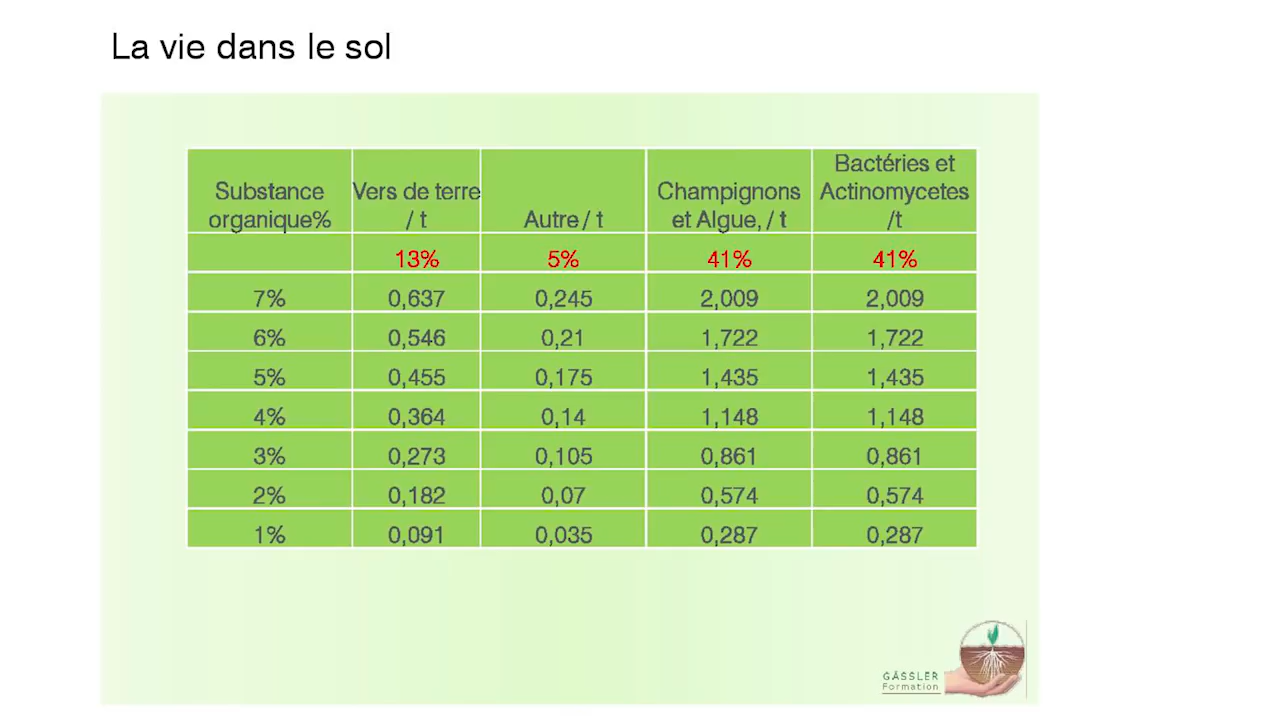 La vie dans le sol
Substance organique%
Vers de terre / t
Autre / t
Champignons et Algue, / t
Bactéries et Actinomycetes /t
13% 5% 41% 41%
7% 0,637 0,245 2,009 2,009
6% 0,546 0,21 1,722 1,722
5% 0,455 0,175 1,435 1,435
4% 0,364 0,14 1,148 1,148
3% 0,273 0,105 0,861 0,861
2% 0,182 0,07 0,574 0,574
1% 0,091 0,035 0,287 0,287
GÄSSLER
Formation